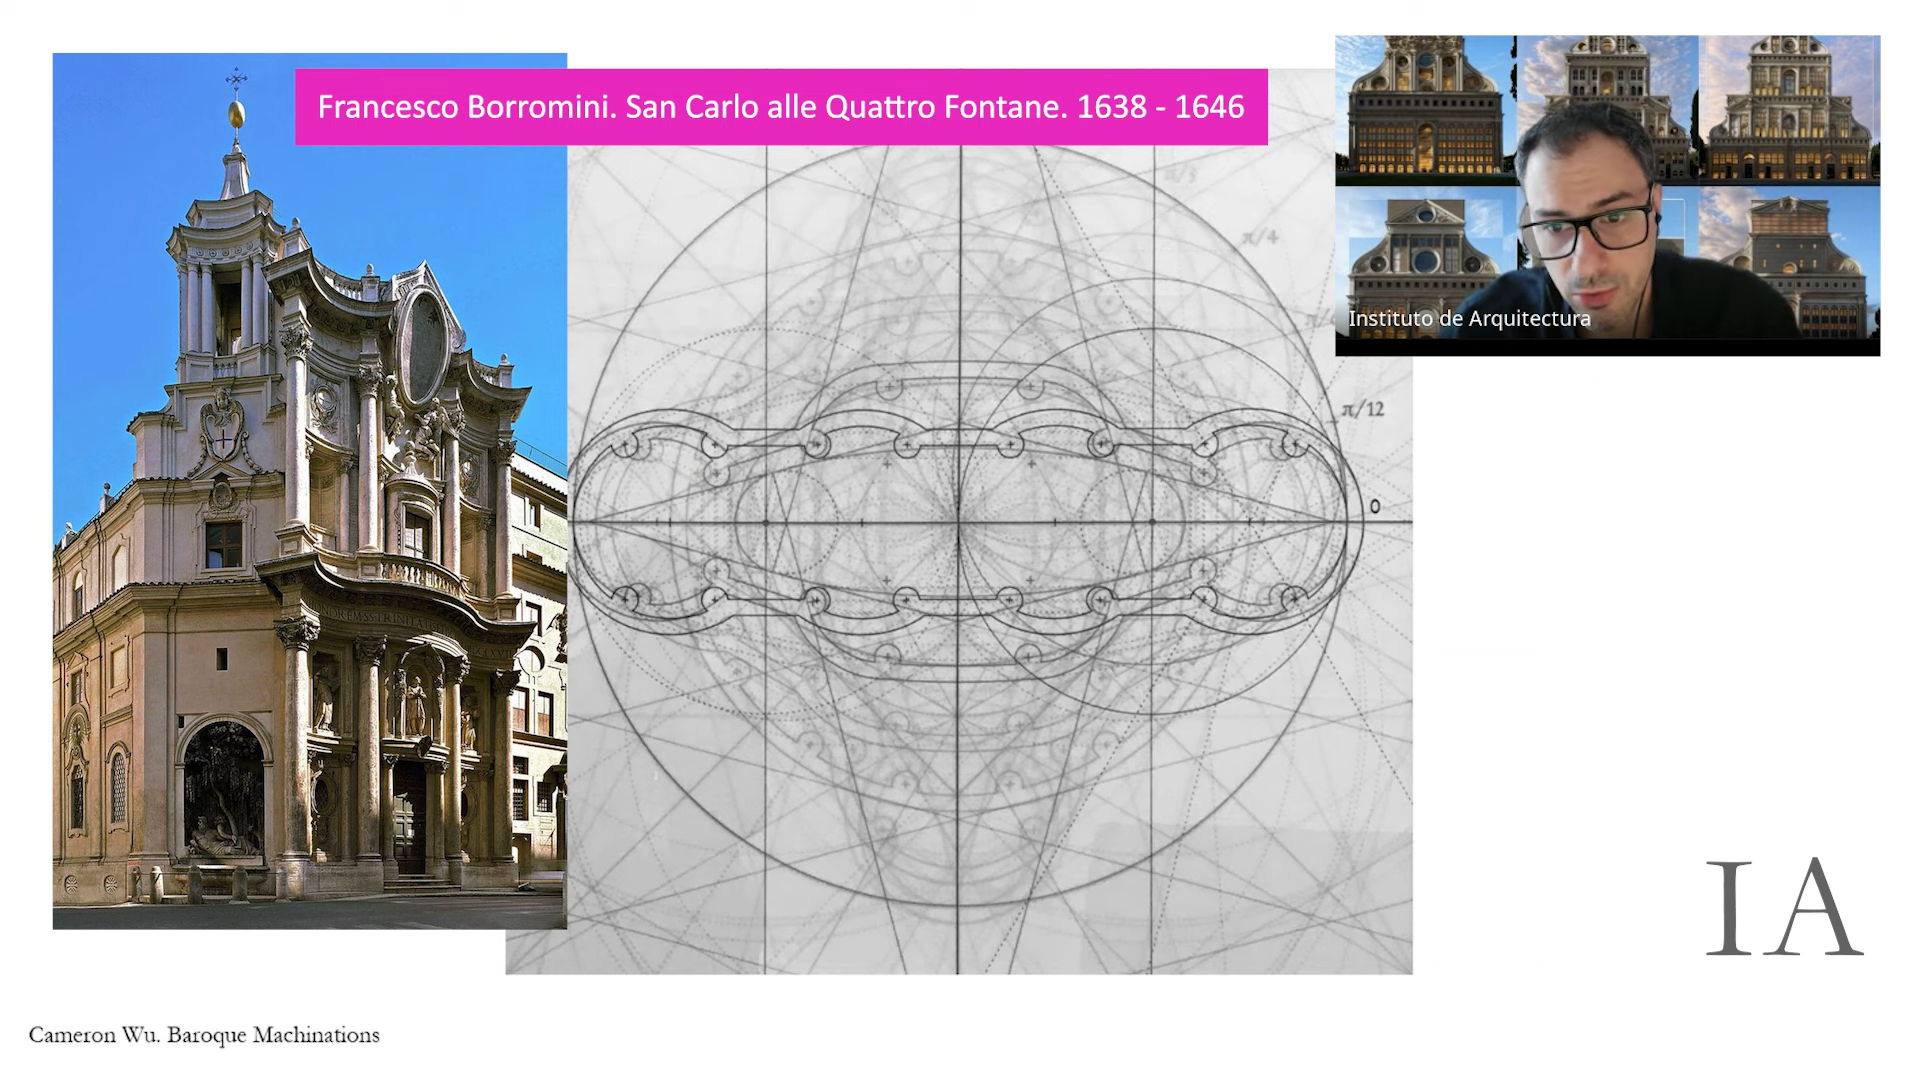 Francesco Borromini. San Carlo alle Quattro Fontane. 1638 - 1646
π/3
π/4
Instituto de Arquitectura
π/12
0
IA
Cameron Wu. Baroque Machinations